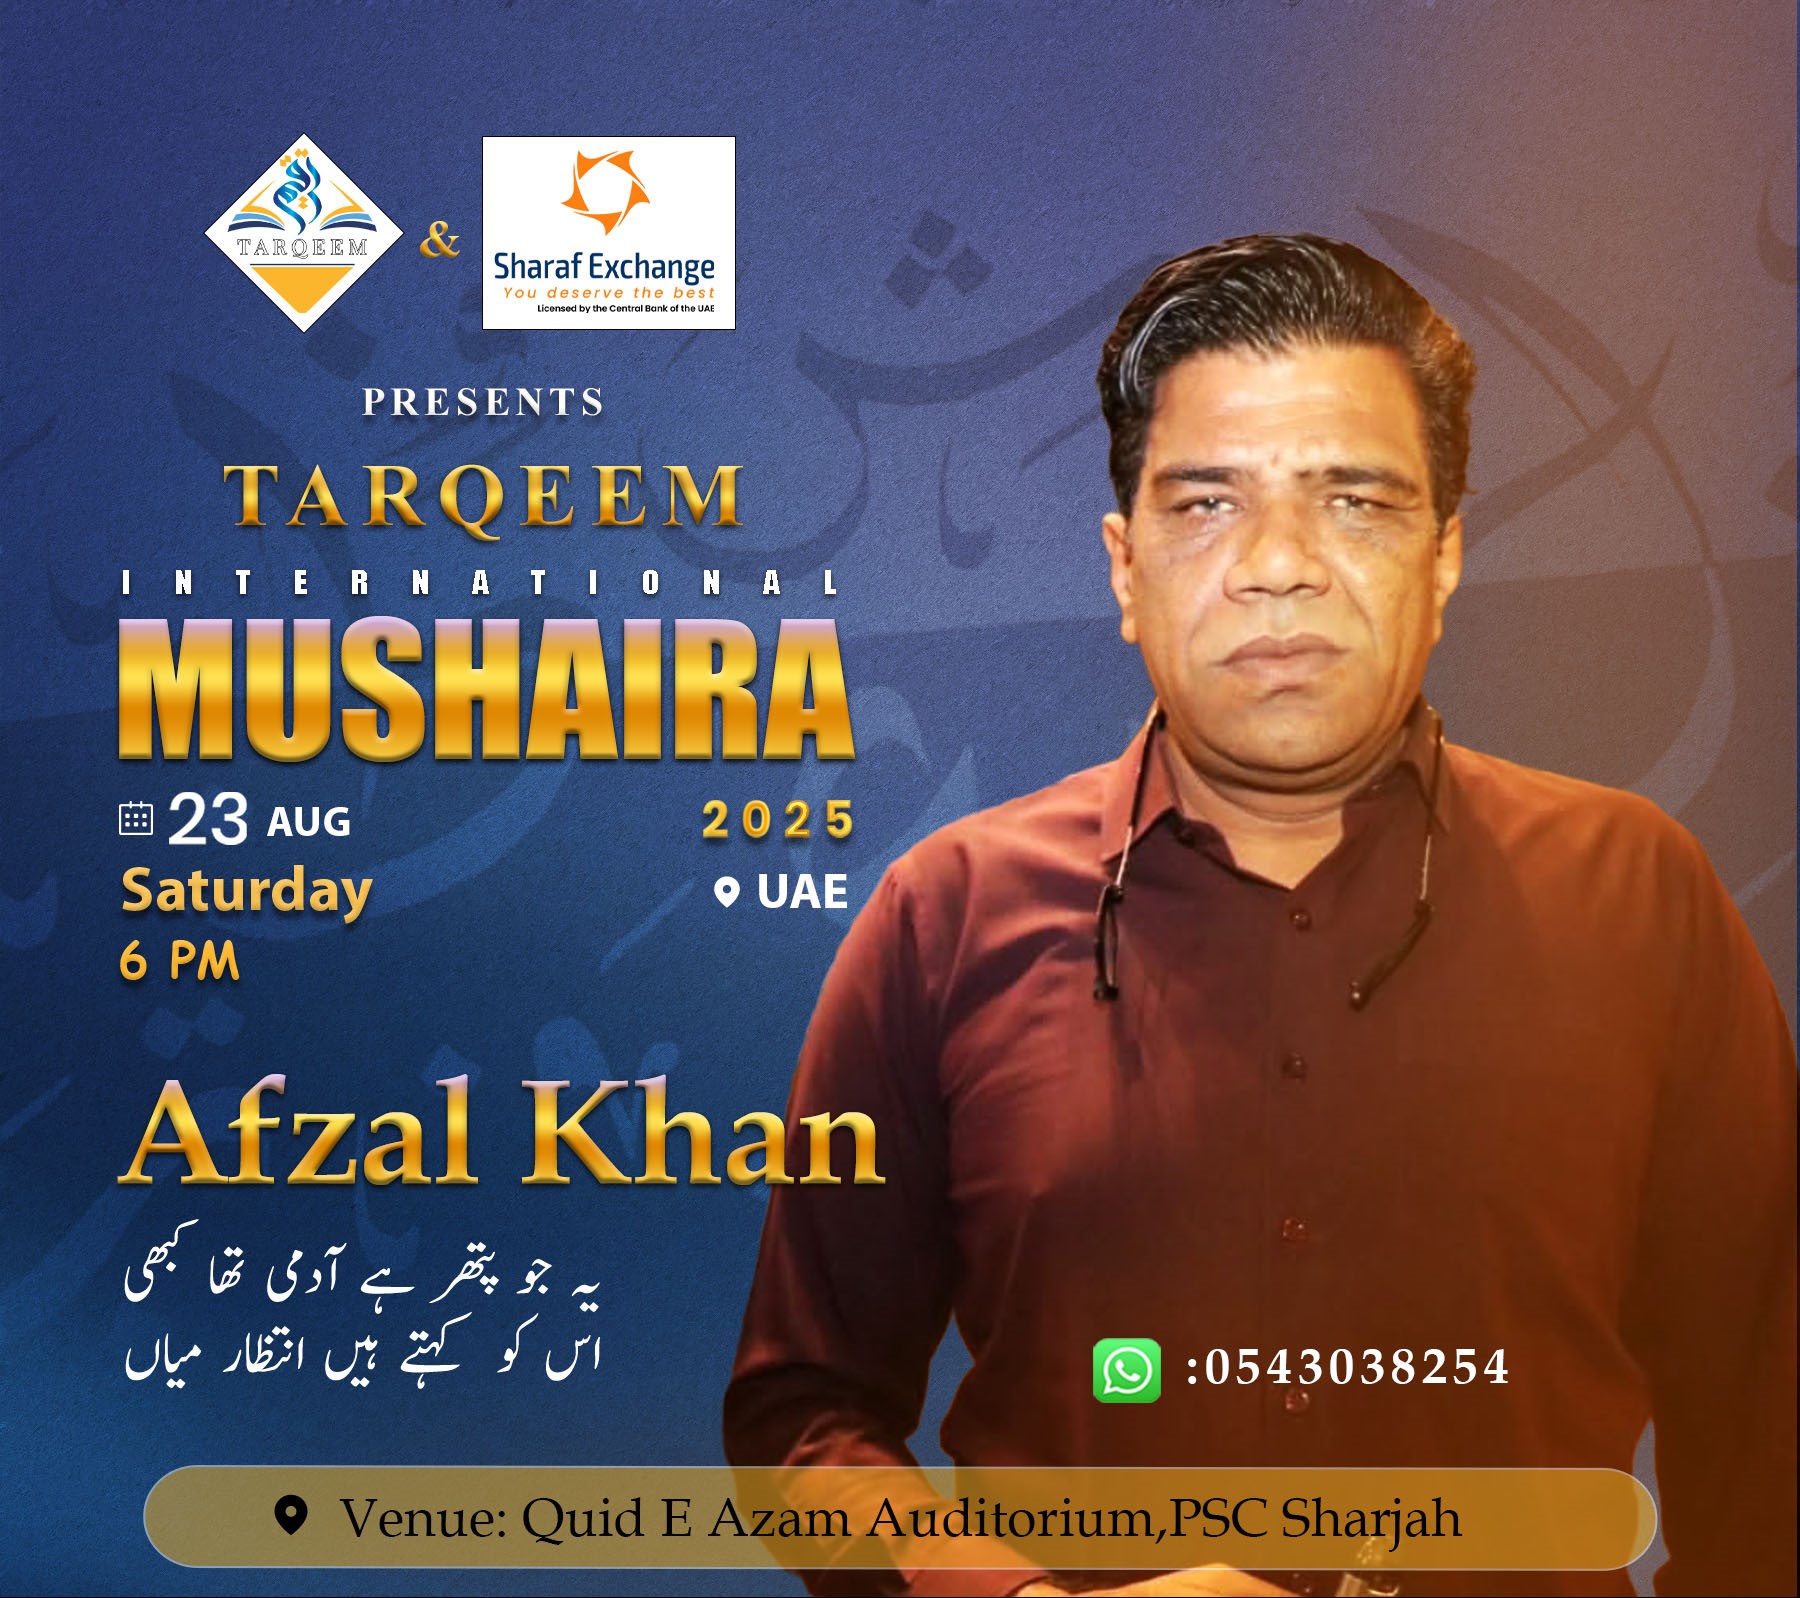 ترقیم
TARQEEM
&
Sharaf Exchange
You deserve the best
Licensed by the Central Bank of the UAE
PRESENTS
TARQEEM
INTERNATIONAL
MUSHAIRA
23 AUG 2025
Saturday UAE
6 PM
Afzal Khan
یہ جو پتھر ہے آدمی تھا کبھی
اس کو کہتے ہیں انتظار میاں
:0543038254
Venue: Quid E Azam Auditorium,PSC Sharjah